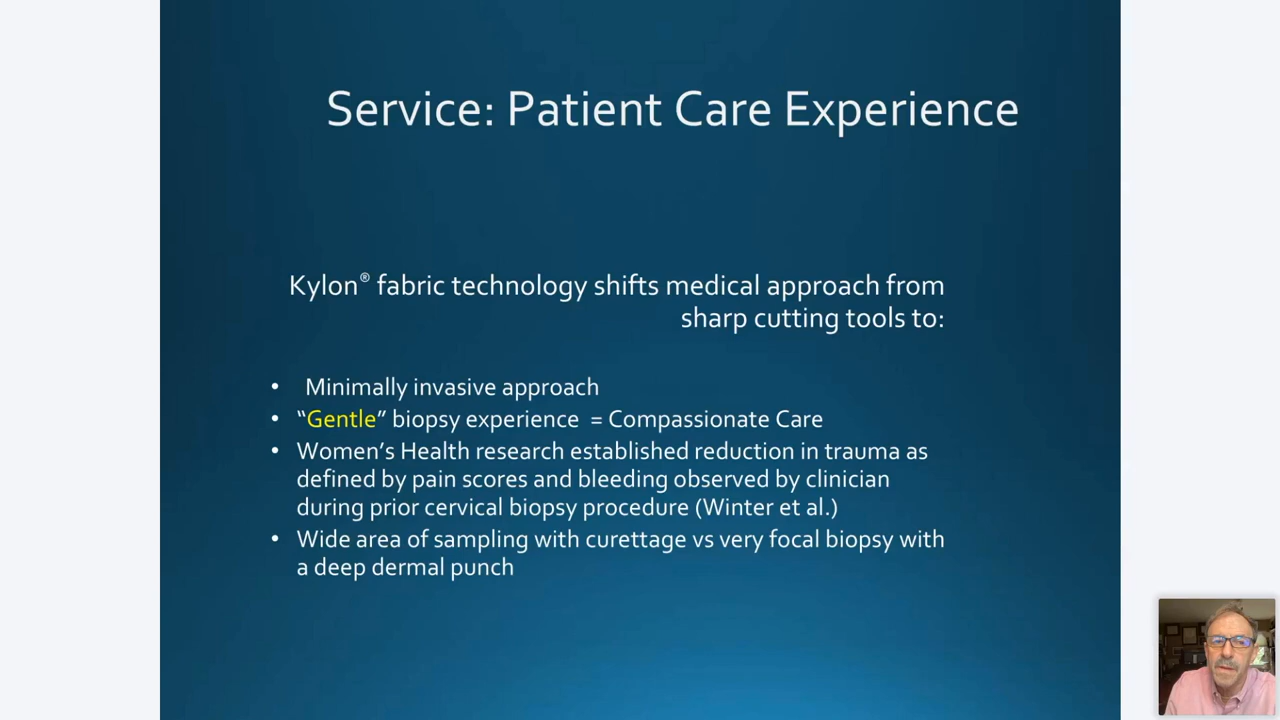 Service: Patient Care Experience
Kylon® fabric technology shifts medical approach from
sharp cutting tools to:
• Minimally invasive approach
• “Gentle” biopsy experience = Compassionate Care
• Women’s Health research established reduction in trauma as
defined by pain scores and bleeding observed by clinician
during prior cervical biopsy procedure (Winter et al.)
• Wide area of sampling with curettage vs very focal biopsy with
a deep dermal punch